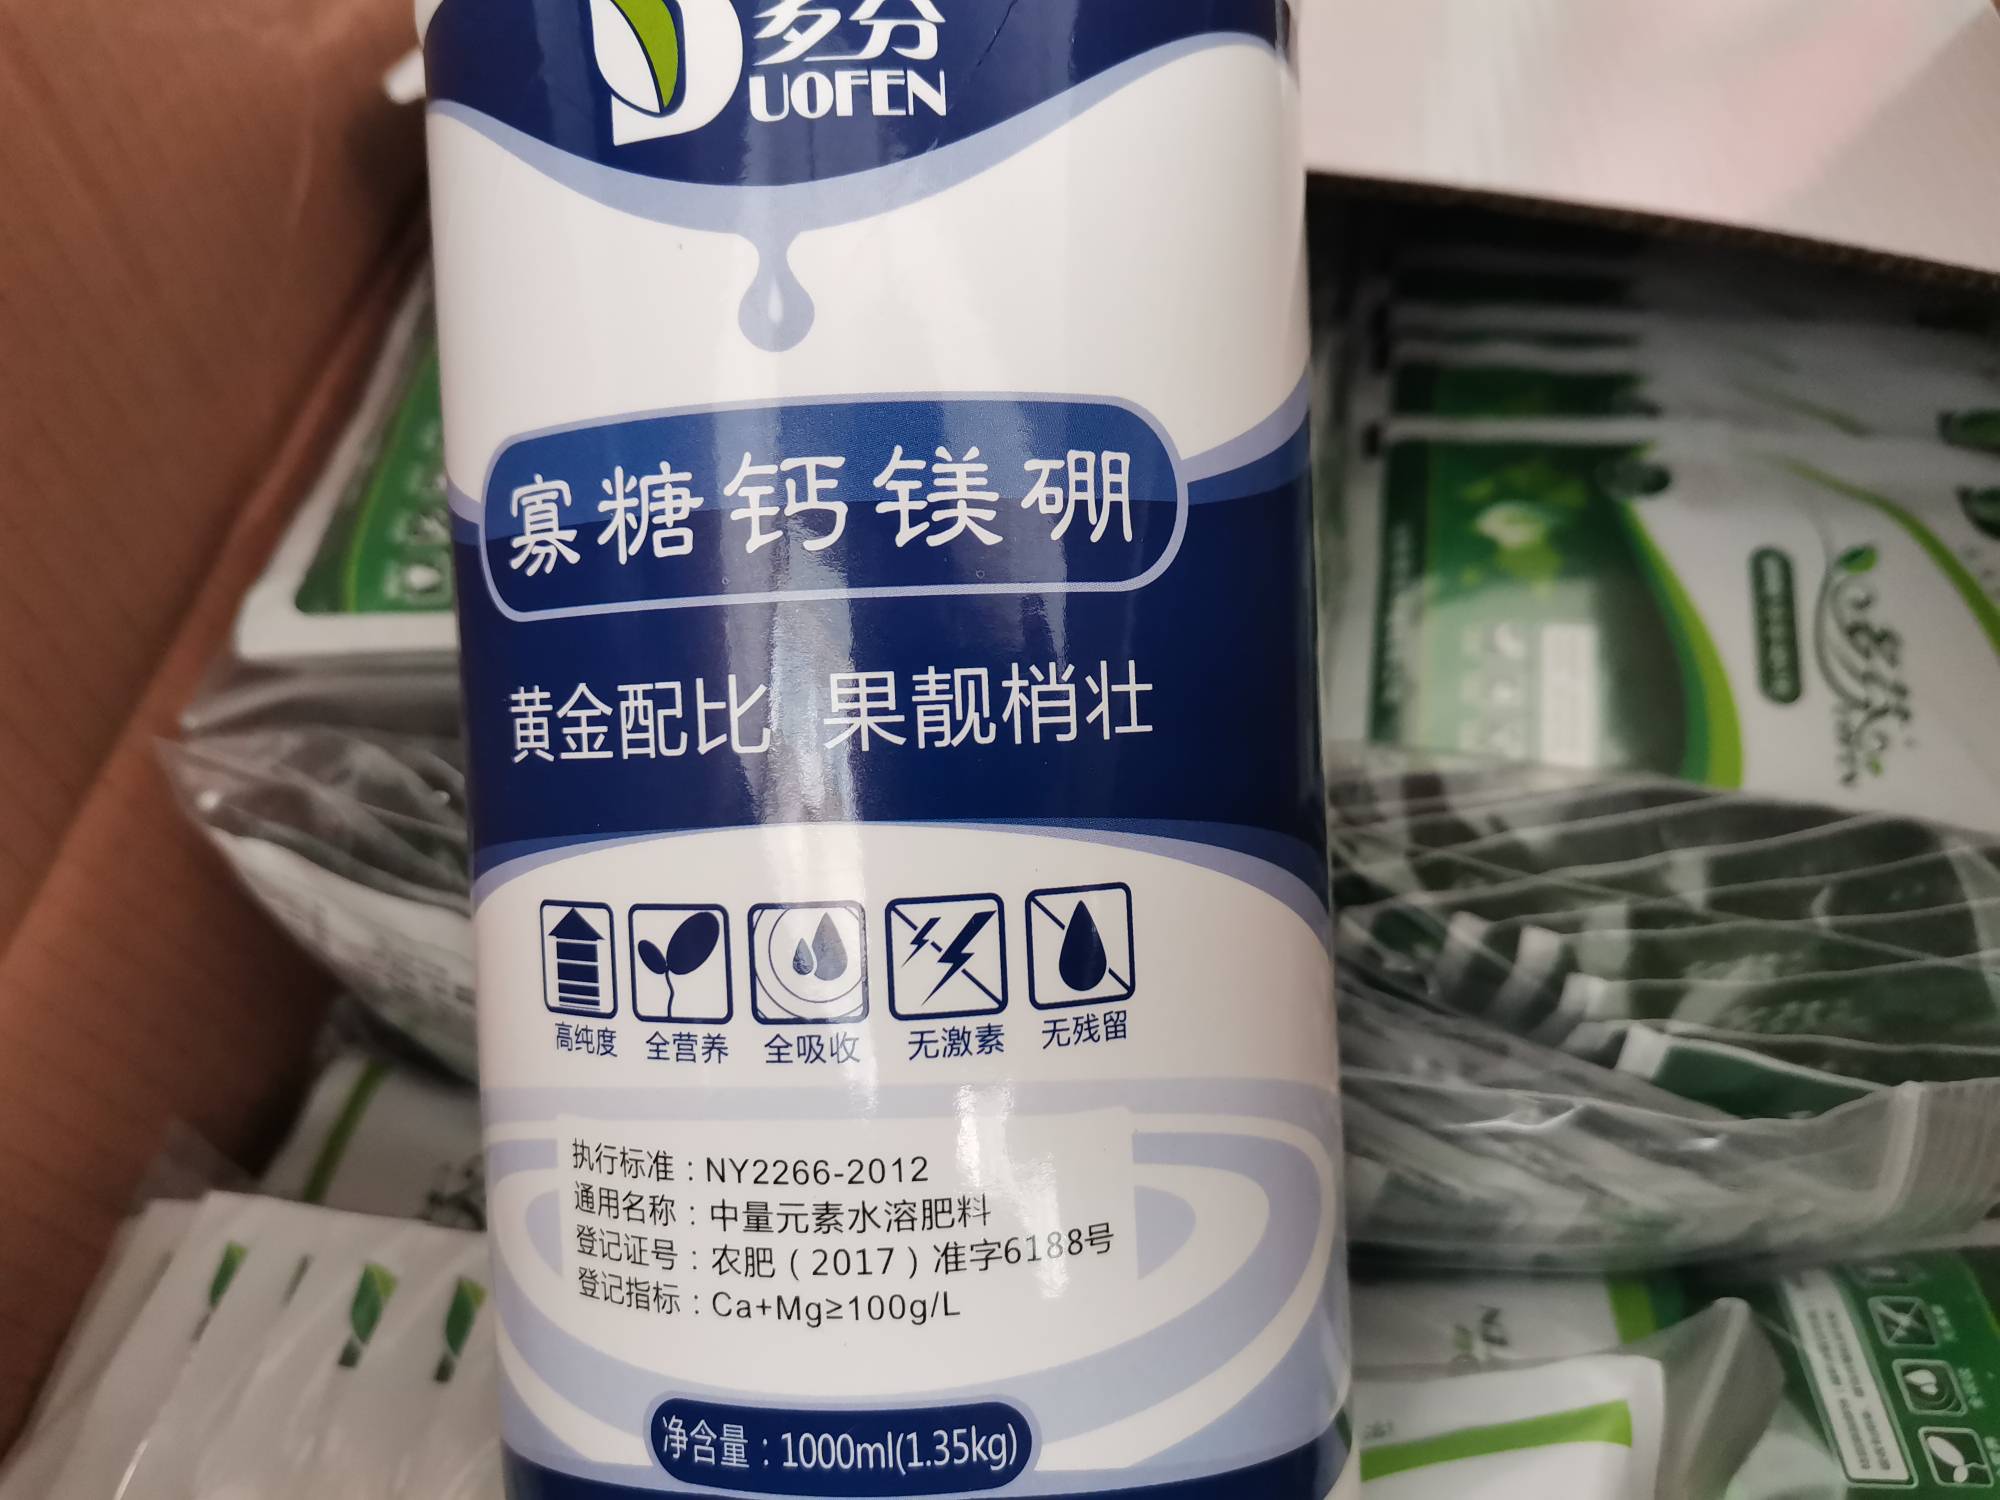 多分
DUOFEN
寡糖钙镁硼
黄金配比 果靓梢壮
高纯度 全营养 全吸收 无激素 无残留
执行标准：NY2266-2012
通用名称：中量元素水溶肥料
登记证号：农肥（2017）准字6188号
登记指标：Ca+Mg≥100g/L
净含量：1000ml(1.35kg)